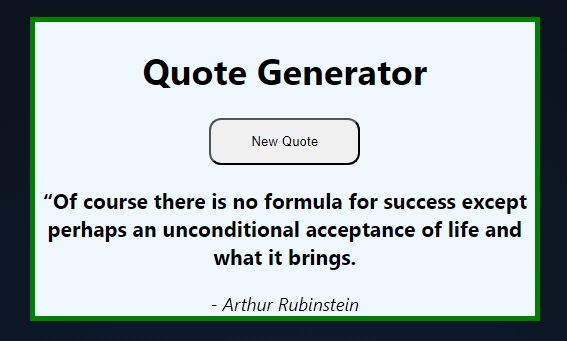 Quote Generator
New Quote
“Of course there is no formula for success except
perhaps an unconditional acceptance of life and
what it brings.
- Arthur Rubinstein